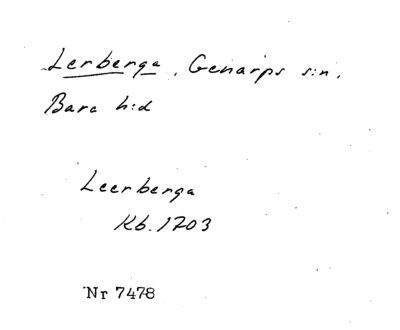 Lerberga, Genarps s:n,
Bara h:d
Leerberga
Kb. 1703
Nr 7478